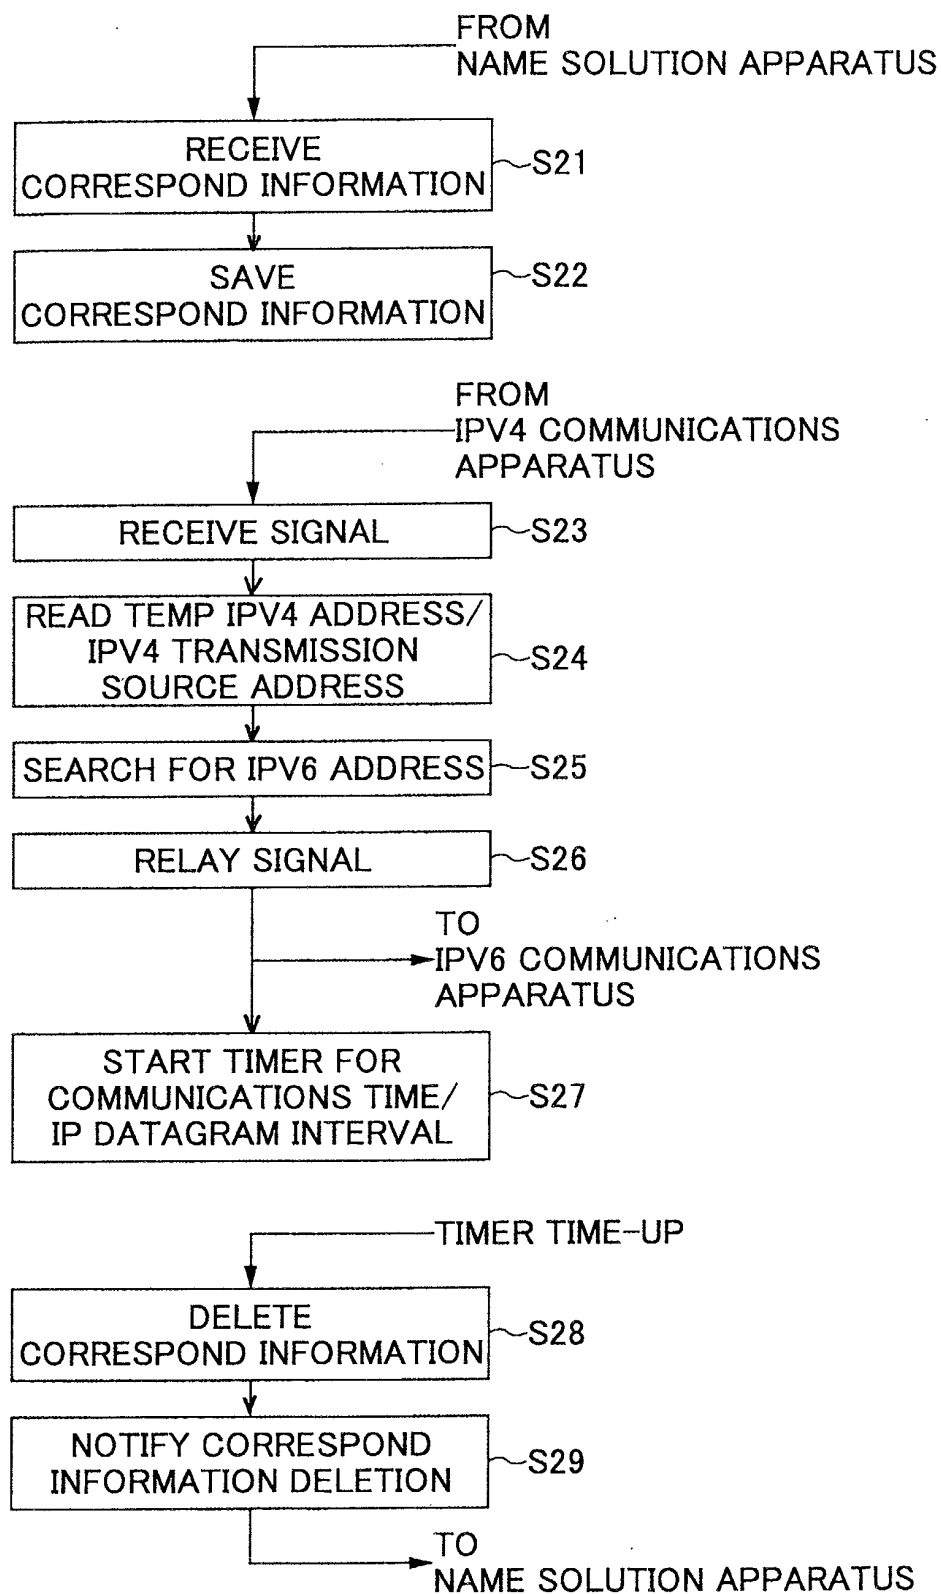 FROM
NAME SOLUTION APPARATUS
RECEIVE
CORRESPOND INFORMATION
S21
SAVE
CORRESPOND INFORMATION
S22
FROM
IPV4 COMMUNICATIONS
APPARATUS
RECEIVE SIGNAL
S23
READ TEMP IPV4 ADDRESS/
IPV4 TRANSMISSION
SOURCE ADDRESS
S24
SEARCH FOR IPV6 ADDRESS
S25
RELAY SIGNAL
S26
TO
IPV6 COMMUNICATIONS
APPARATUS
START TIMER FOR
COMMUNICATIONS TIME/
IP DATAGRAM INTERVAL
S27
TIMER TIME-UP
DELETE
CORRESPOND INFORMATION
S28
NOTIFY CORRESPOND
INFORMATION DELETION
S29
TO
NAME SOLUTION APPARATUS